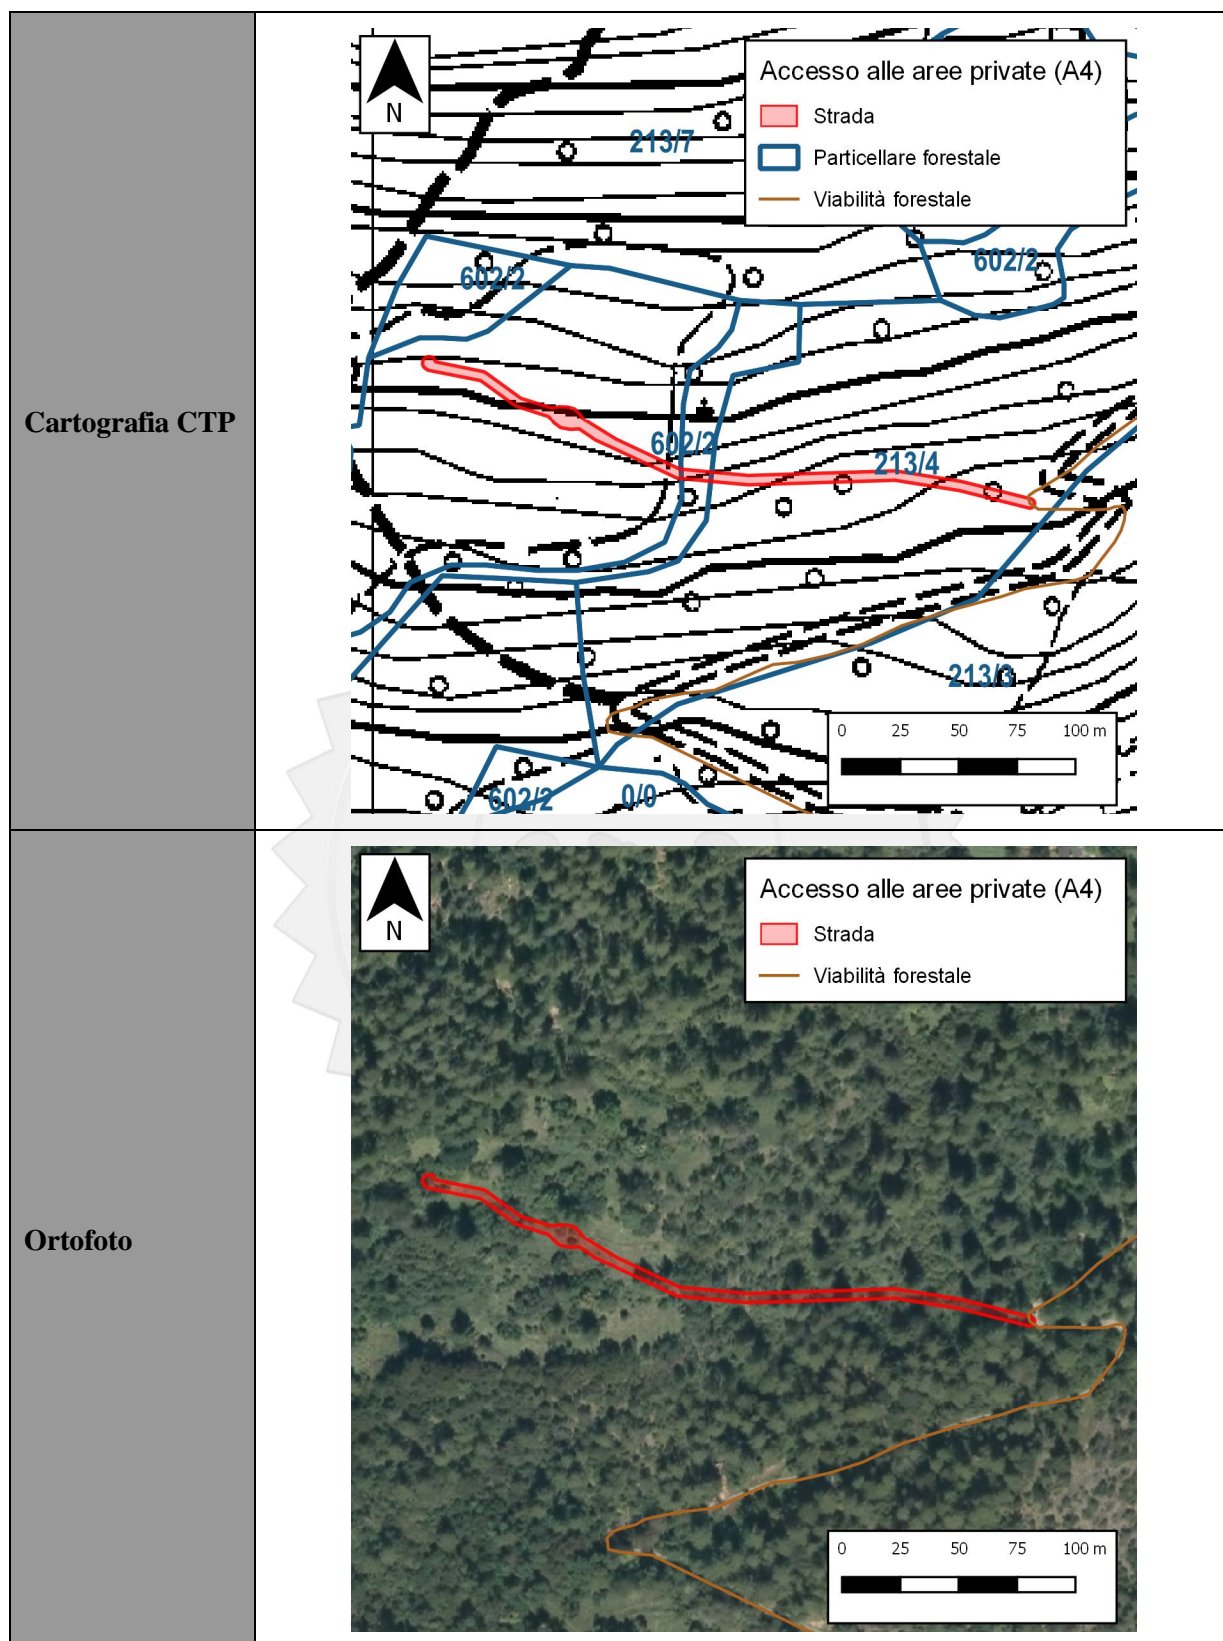 Cartografia CTP
N
Accesso alle aree private (A4)
Strada
Particellare forestale
Viabilità forestale
213/7
602/2
602/2
602/2
213/4
213/3
602/2
0/0
0 25 50 75 100 m
Ortofoto
N
Accesso alle aree private (A4)
Strada
Viabilità forestale
0 25 50 75 100 m